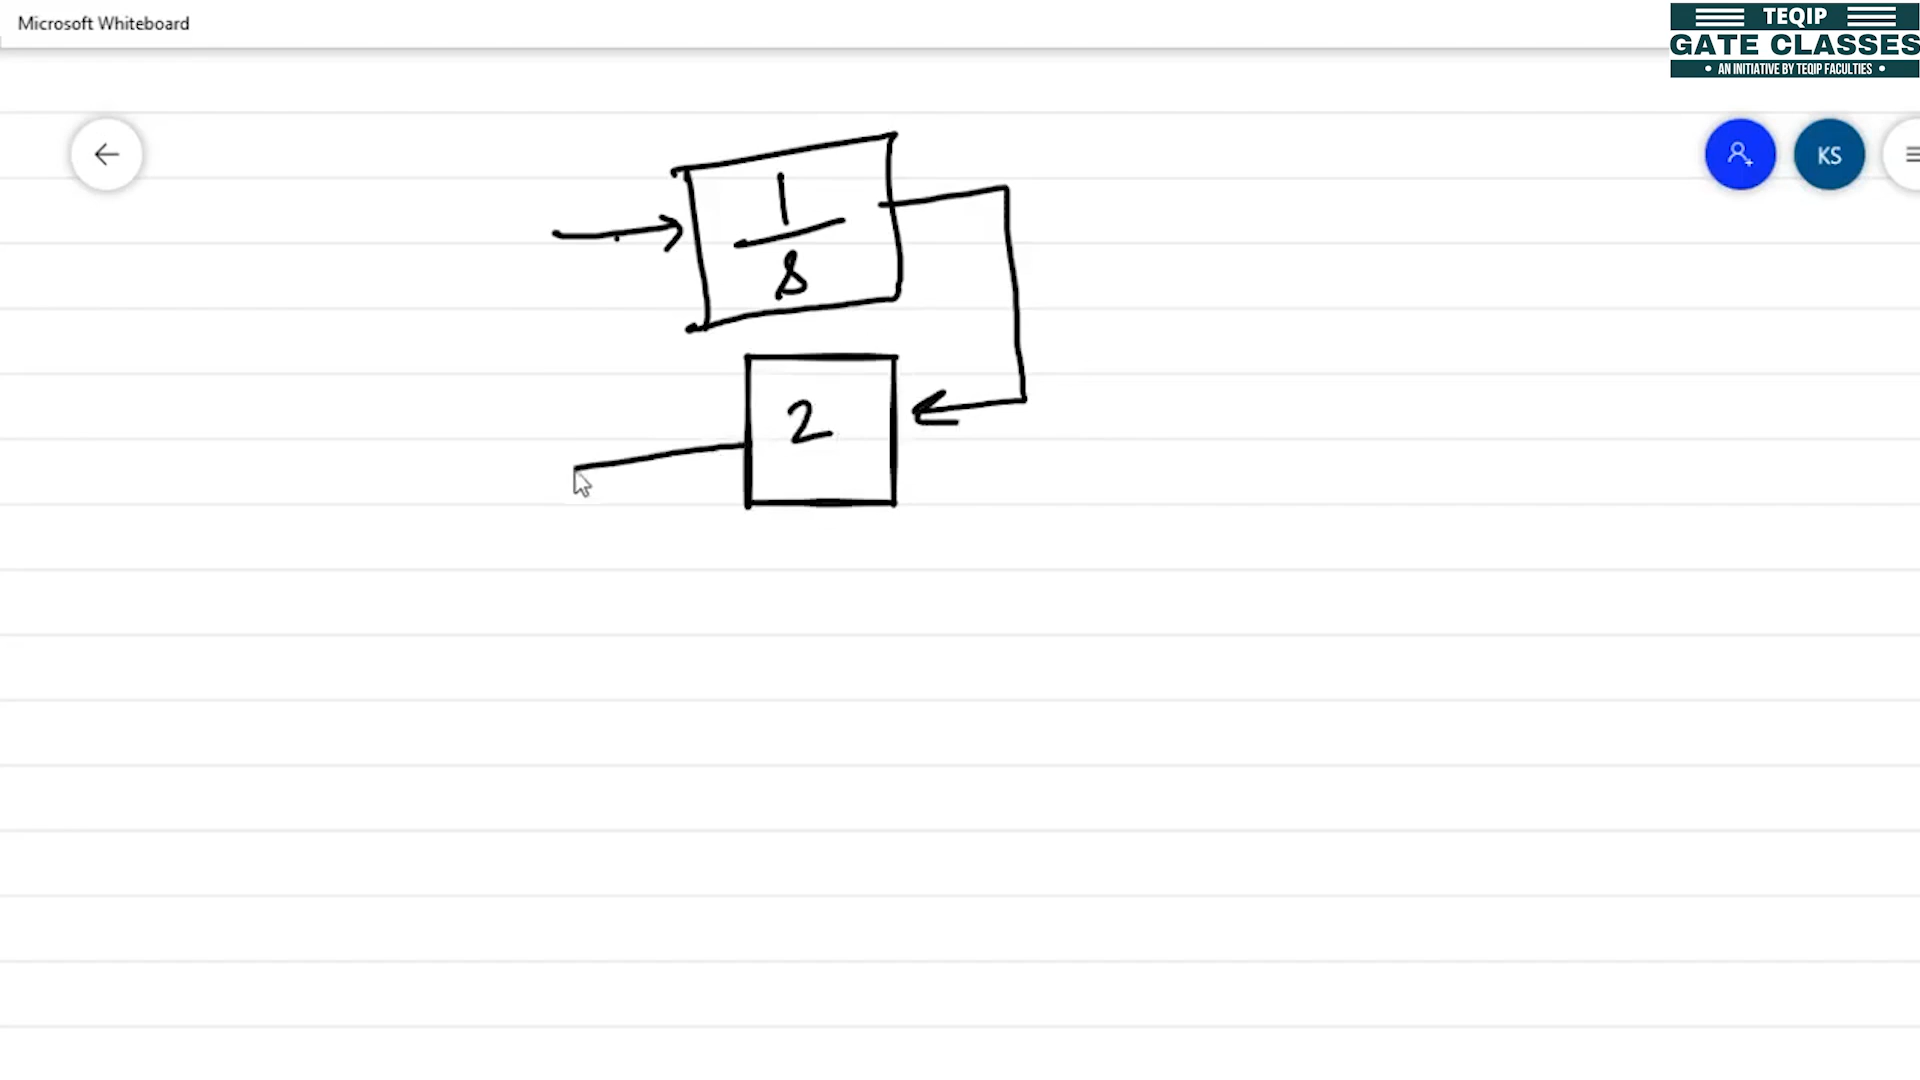 Microsoft Whiteboard
TEQIP
GATE CLASSES
• AN INITIATIVE BY TEQIP FACULTIES •
KS
1
s
2